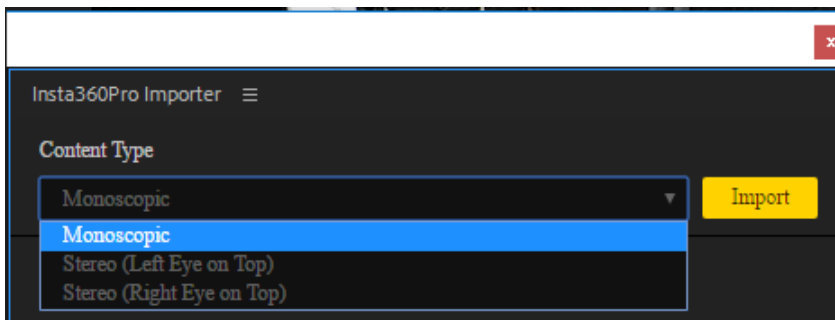 x
Insta360Pro Importer ☰
Content Type
Monoscopic ▼ Import
Monoscopic
Stereo (Left Eye on Top)
Stereo (Right Eye on Top)